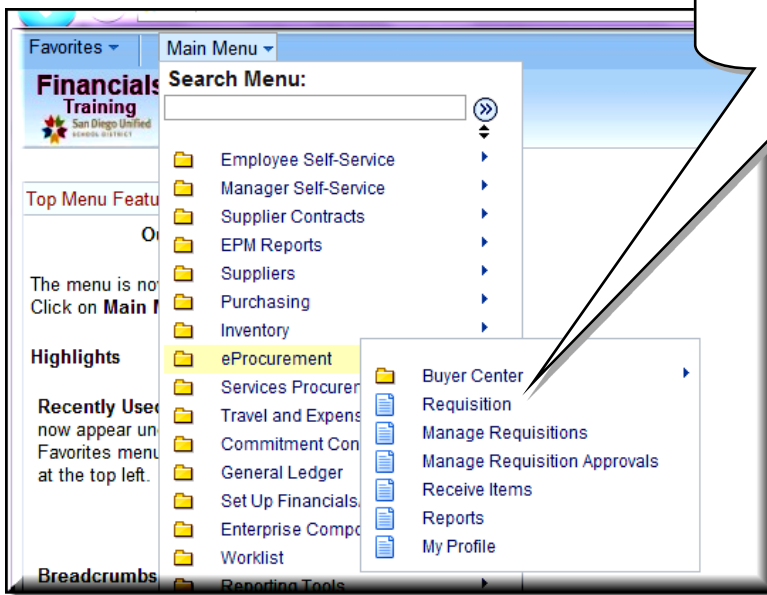 Favorites
Main Menu
Financials
Training
San Diego Unified
SCHOOL DISTRICT
Search Menu:
Employee Self-Service
Manager Self-Service
Supplier Contracts
EPM Reports
Suppliers
Purchasing
Inventory
eProcurement
Services Procurer
Travel and Expens
Commitment Con
General Ledger
Set Up Financials
Enterprise Compo
Worklist
Reporting Tools
Buyer Center
Requisition
Manage Requisitions
Manage Requisition Approvals
Receive Items
Reports
My Profile
Top Menu Featu
The menu is no
Click on Main
Highlights
Recently Used
now appear un
Favorites menu
at the top left.
Breadcrumbs